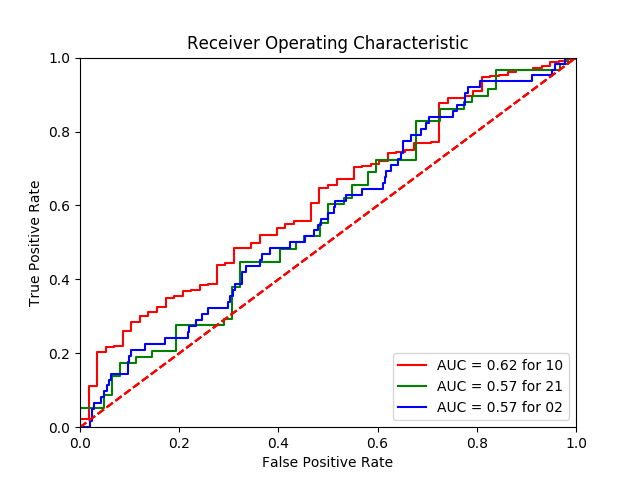 Receiver Operating Characteristic
True Positive Rate
1.0
0.8
0.6
0.4
0.2
0.0
0.0 0.2 0.4 0.6 0.8 1.0
False Positive Rate
AUC = 0.62 for 10
AUC = 0.57 for 21
AUC = 0.57 for 02